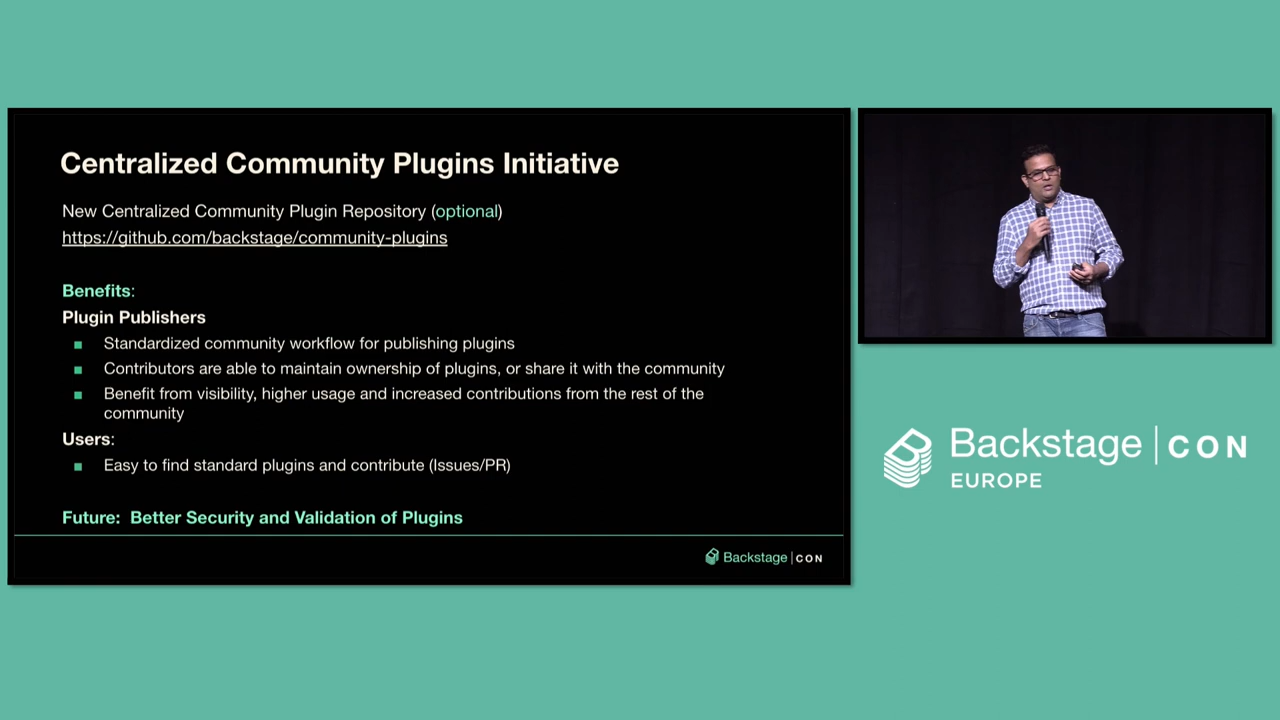 Centralized Community Plugins Initiative
New Centralized Community Plugin Repository (optional)
https://github.com/backstage/community-plugins
Benefits:
Plugin Publishers
Standardized community workflow for publishing plugins
Contributors are able to maintain ownership of plugins, or share it with the community
Benefit from visibility, higher usage and increased contributions from the rest of the
community
Users:
Easy to find standard plugins and contribute (Issues/PR)
Future: Better Security and Validation of Plugins
Backstage | CON
Backstage | CON
EUROPE